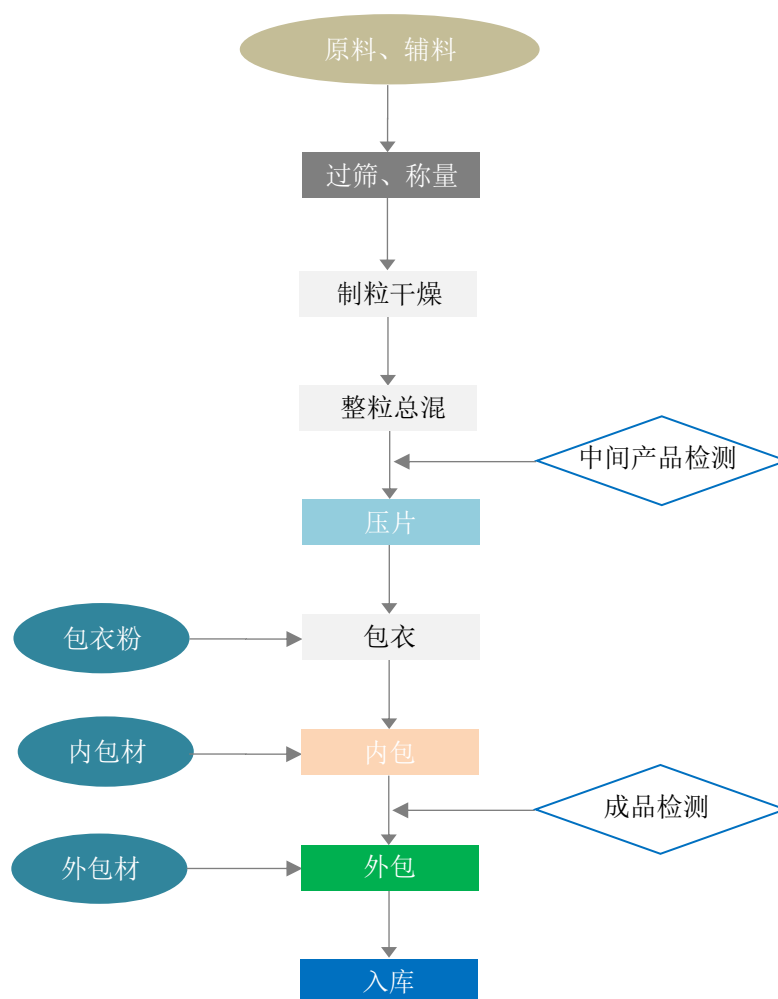 原料、辅料
过筛、称量
制粒干燥
整粒总混
中间产品检测
压片
包衣粉
包衣
内包材
内包
成品检测
外包材
外包
入库